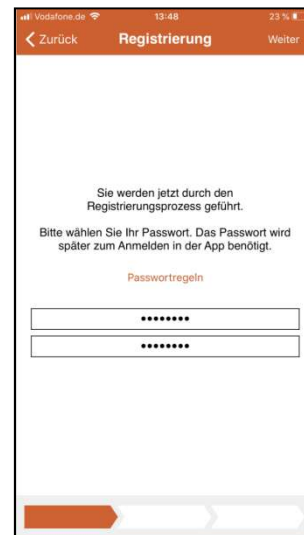 Vodafone.de 13:48 23 %
Zurück Registrierung Weiter
Sie werden jetzt durch den
Registrierungsprozess geführt.
Bitte wählen Sie Ihr Passwort. Das Passwort wird
später zum Anmelden in der App benötigt.
Passwortregeln
••••••••
••••••••